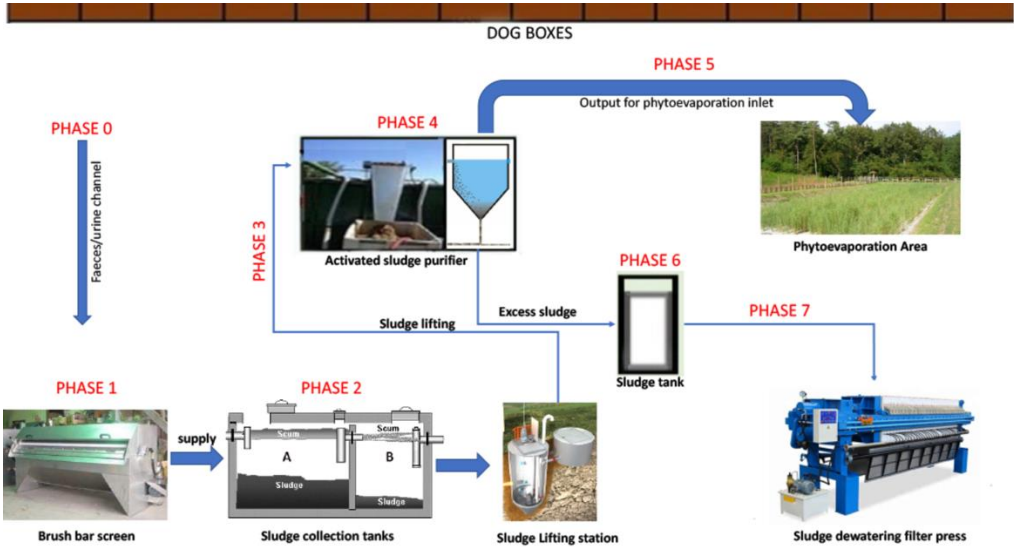 DOG BOXES
PHASE 5
Output for phytoevaporation inlet
PHASE 0
Faeces/urine channel
PHASE 4
Activated sludge purifier
Phytoevaporation Area
PHASE 3
Sludge lifting
Excess sludge
PHASE 6
Sludge tank
PHASE 7
PHASE 1
Brush bar screen
supply
PHASE 2
Scum
Scum
A
B
Sludge
Sludge
Sludge collection tanks
Sludge Lifting station
Sludge dewatering filter press